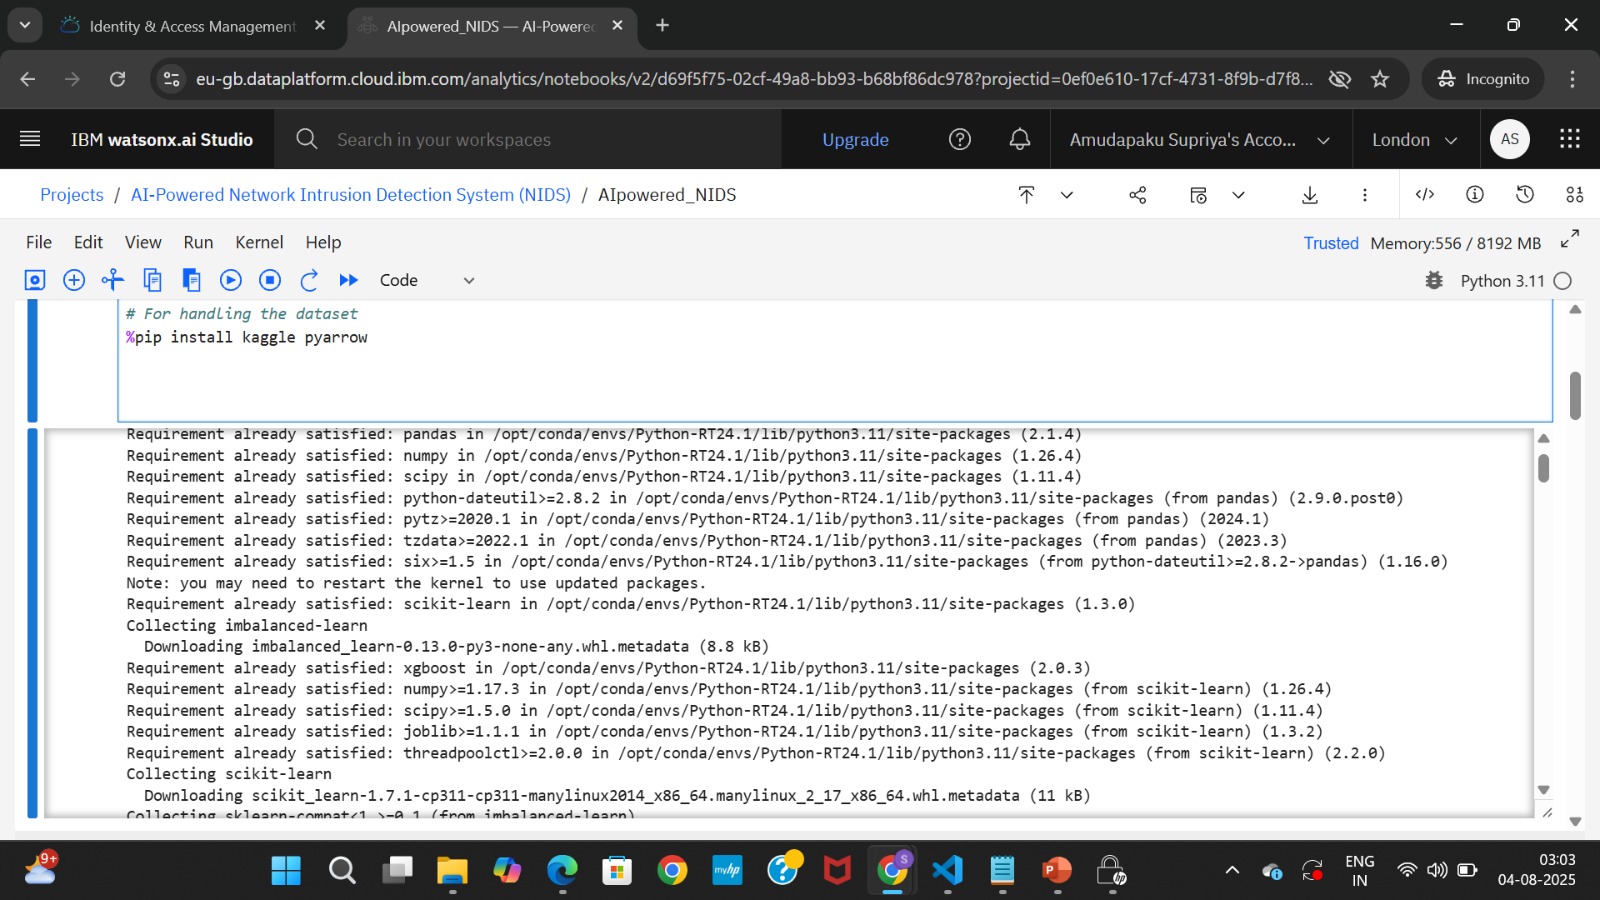 Identity & Access Management
AIpowered_NIDS — AI-Powere
eu-gb.dataplatform.cloud.ibm.com/analytics/notebooks/v2/d69f5f75-02cf-49a8-bb93-b68bf86dc978?projectid=0ef0e610-17cf-4731-8f9b-d7f8...
Incognito
IBM watsonx.ai Studio
Search in your workspaces
Upgrade
Amudapaku Supriya's Acco...
London
AS
Projects / AI-Powered Network Intrusion Detection System (NIDS) / AIpowered_NIDS
File Edit View Run Kernel Help
Trusted Memory:556 / 8192 MB
Code
Python 3.11
# For handling the dataset
%pip install kaggle pyarrow
Requirement already satisfied: pandas in /opt/conda/envs/Python-RT24.1/lib/python3.11/site-packages (2.1.4)
Requirement already satisfied: numpy in /opt/conda/envs/Python-RT24.1/lib/python3.11/site-packages (1.26.4)
Requirement already satisfied: scipy in /opt/conda/envs/Python-RT24.1/lib/python3.11/site-packages (1.11.4)
Requirement already satisfied: python-dateutil>=2.8.2 in /opt/conda/envs/Python-RT24.1/lib/python3.11/site-packages (from pandas) (2.9.0.post0)
Requirement already satisfied: pytz>=2020.1 in /opt/conda/envs/Python-RT24.1/lib/python3.11/site-packages (from pandas) (2024.1)
Requirement already satisfied: tzdata>=2022.1 in /opt/conda/envs/Python-RT24.1/lib/python3.11/site-packages (from pandas) (2023.3)
Requirement already satisfied: six>=1.5 in /opt/conda/envs/Python-RT24.1/lib/python3.11/site-packages (from python-dateutil>=2.8.2->pandas) (1.16.0)
Note: you may need to restart the kernel to use updated packages.
Requirement already satisfied: scikit-learn in /opt/conda/envs/Python-RT24.1/lib/python3.11/site-packages (1.3.0)
Collecting imbalanced-learn
Downloading imbalanced_learn-0.13.0-py3-none-any.whl.metadata (8.8 kB)
Requirement already satisfied: xgboost in /opt/conda/envs/Python-RT24.1/lib/python3.11/site-packages (2.0.3)
Requirement already satisfied: numpy>=1.17.3 in /opt/conda/envs/Python-RT24.1/lib/python3.11/site-packages (from scikit-learn) (1.26.4)
Requirement already satisfied: scipy>=1.5.0 in /opt/conda/envs/Python-RT24.1/lib/python3.11/site-packages (from scikit-learn) (1.11.4)
Requirement already satisfied: joblib>=1.1.1 in /opt/conda/envs/Python-RT24.1/lib/python3.11/site-packages (from scikit-learn) (1.3.2)
Requirement already satisfied: threadpoolctl>=2.0.0 in /opt/conda/envs/Python-RT24.1/lib/python3.11/site-packages (from scikit-learn) (2.2.0)
Collecting scikit-learn
Downloading scikit_learn-1.7.1-cp311-cp311-manylinux2014_x86_64.manylinux_2_17_x86_64.whl.metadata (11 kB)
Collecting sklearn-compat<1,>=0.1 (from imbalanced-learn)
9+
myhp
S
P
hp
ENG
IN
03:03
04-08-2025